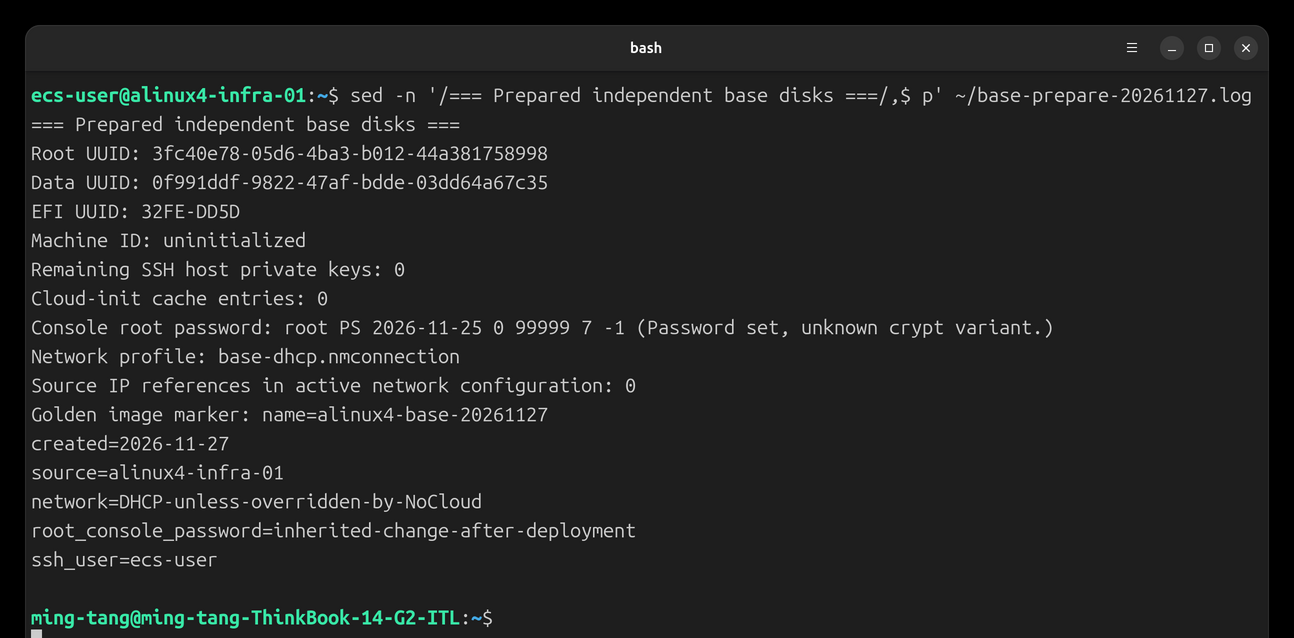 bash
ecs-user@alinux4-infra-01:~$ sed -n '/=== Prepared independent base disks ===/,$ p' ~/base-prepare-20261127.log
=== Prepared independent base disks ===
Root UUID: 3fc40e78-05d6-4ba3-b012-44a381758998
Data UUID: 0f991ddf-9822-47af-bdde-03dd64a67c35
EFI UUID: 32FE-DD5D
Machine ID: uninitialized
Remaining SSH host private keys: 0
Cloud-init cache entries: 0
Console root password: root PS 2026-11-25 0 99999 7 -1 (Password set, unknown crypt variant.)
Network profile: base-dhcp.nmconnection
Source IP references in active network configuration: 0
Golden image marker: name=alinux4-base-20261127
created=2026-11-27
source=alinux4-infra-01
network=DHCP-unless-overridden-by-NoCloud
root_console_password=inherited-change-after-deployment
ssh_user=ecs-user
ming-tang@ming-tang-ThinkBook-14-G2-ITL:~$